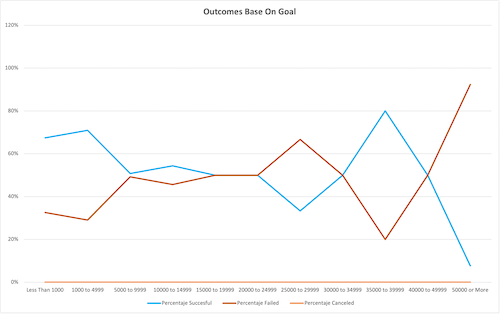 Outcomes Base On Goal
120%
100%
80%
60%
40%
20%
0%
Less Than 1000 1000 to 4999 5000 to 9999 10000 to 14999 15000 to 19999 20000 to 24999 25000 to 29999 30000 to 34999 35000 to 39999 40000 to 49999 50000 or More
Percentaje Succesful Percentaje Failed Percentaje Canceled